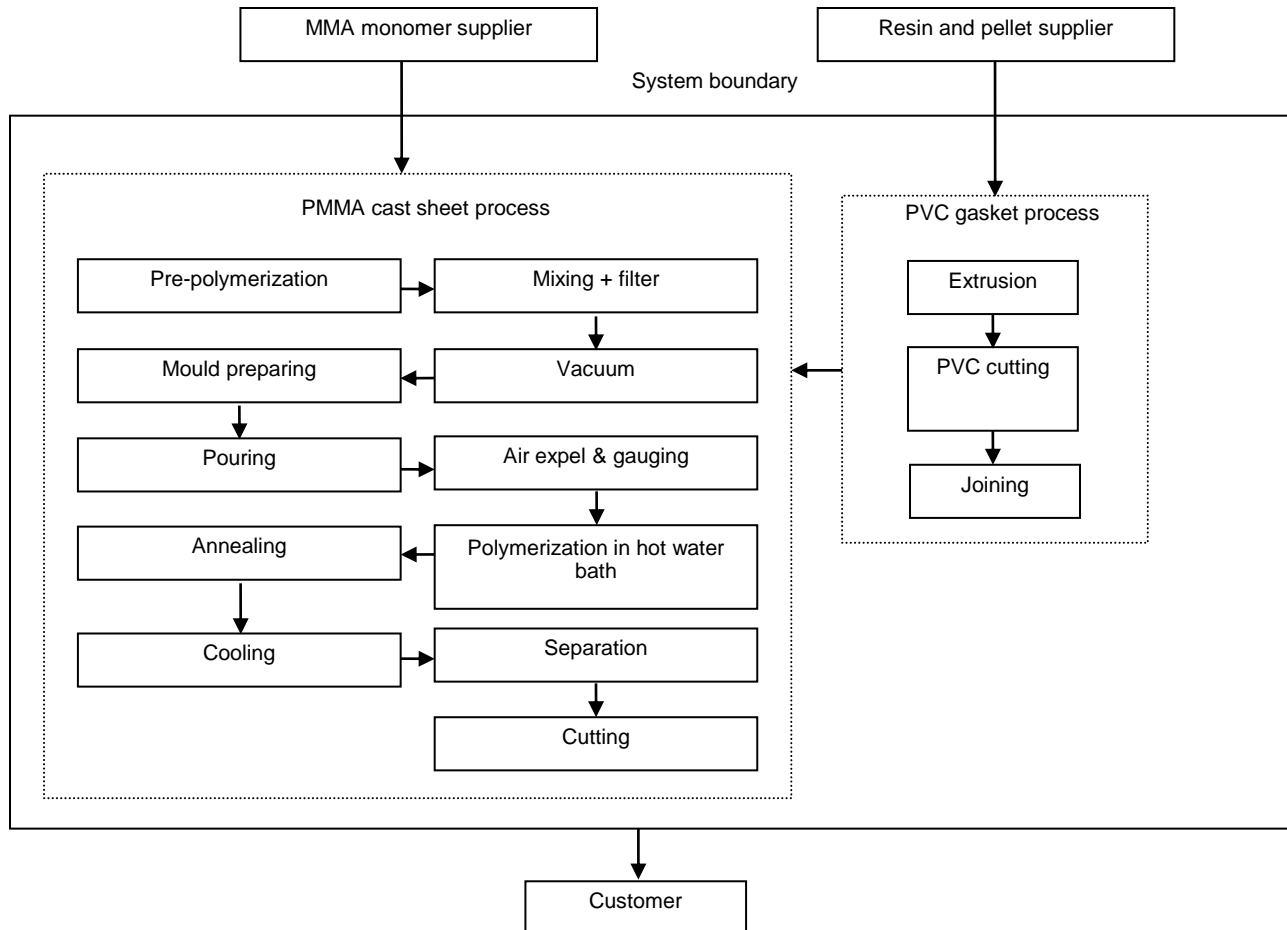 MMA monomer supplier
Resin and pellet supplier
System boundary
PMMA cast sheet process
Pre-polymerization
Mixing + filter
Mould preparing
Vacuum
Pouring
Air expel & gauging
Annealing
Polymerization in hot water
bath
Cooling
Separation
Cutting
PVC gasket process
Extrusion
PVC cutting
Joining
Customer